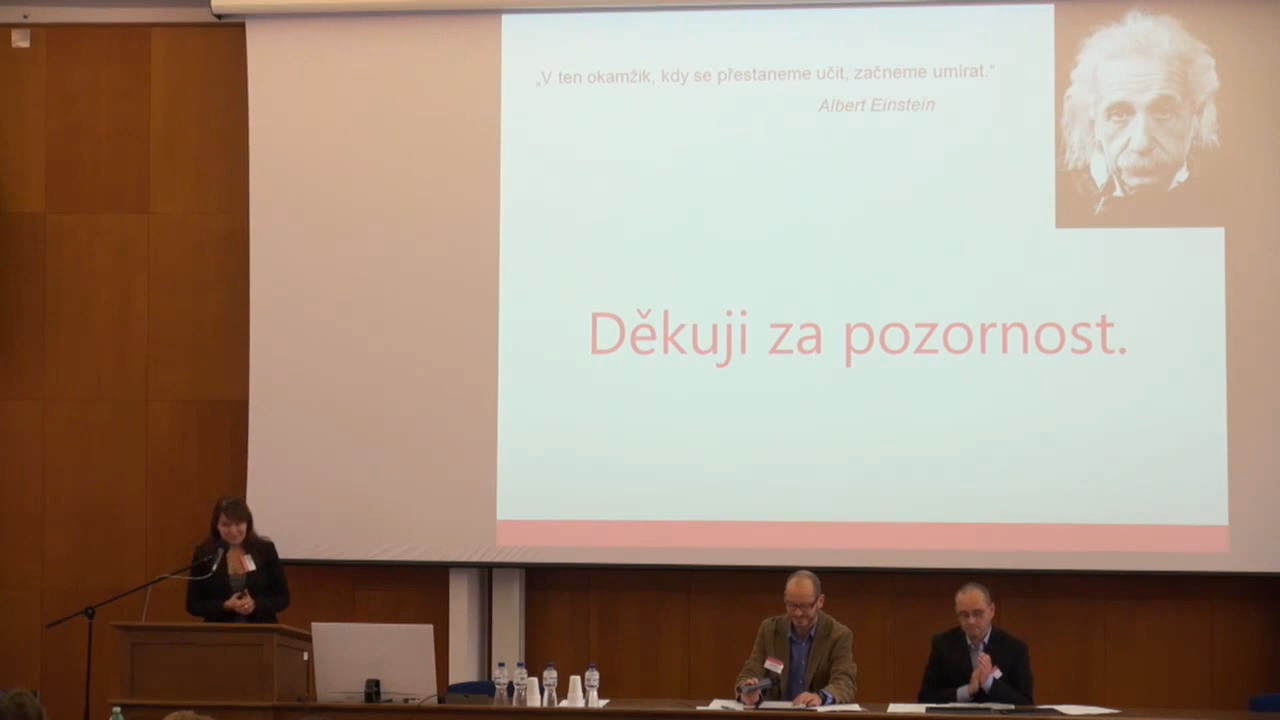 „V ten okamžik, kdy se přestaneme učit, začneme umírat.“
Albert Einstein
Děkuji za pozornost.